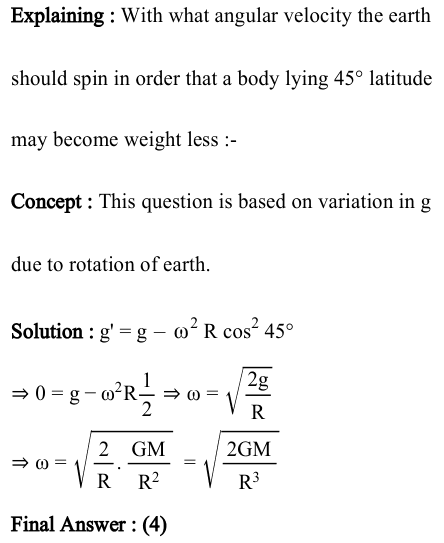 Explaining : With what angular velocity the earth
should spin in order that a body lying 45° latitude
may become weight less :-
Concept : This question is based on variation in g
due to rotation of earth.
Solution : g' = g − ω² R cos² 45°
⇒ 0 = g − ω²R 1/2 ⇒ ω = √(2g/R)
⇒ ω = √(2/R . GM/R²) = √(2GM/R³)
Final Answer : (4)